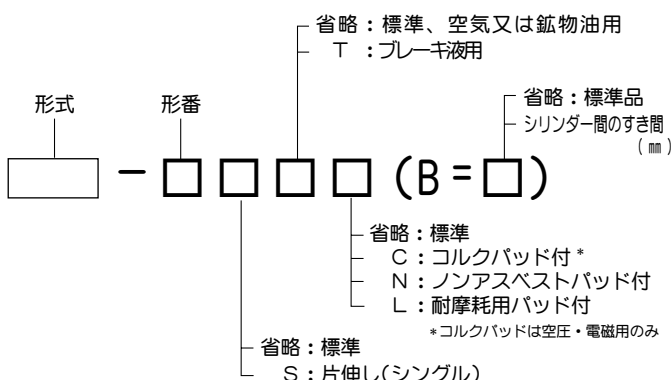 省略：標準、空気又は鉱物油用
T ：ブレーキ液用
形式
形番
省略：標準品
シリンダー間のすき間
(㎜)
− (B=)
省略：標準
C：コルクパッド付*
N：ノンアスベストパッド付
L：耐摩耗用パッド付
*コルクパッドは空圧・電磁用のみ
省略：標準
S：片伸し(シングル)